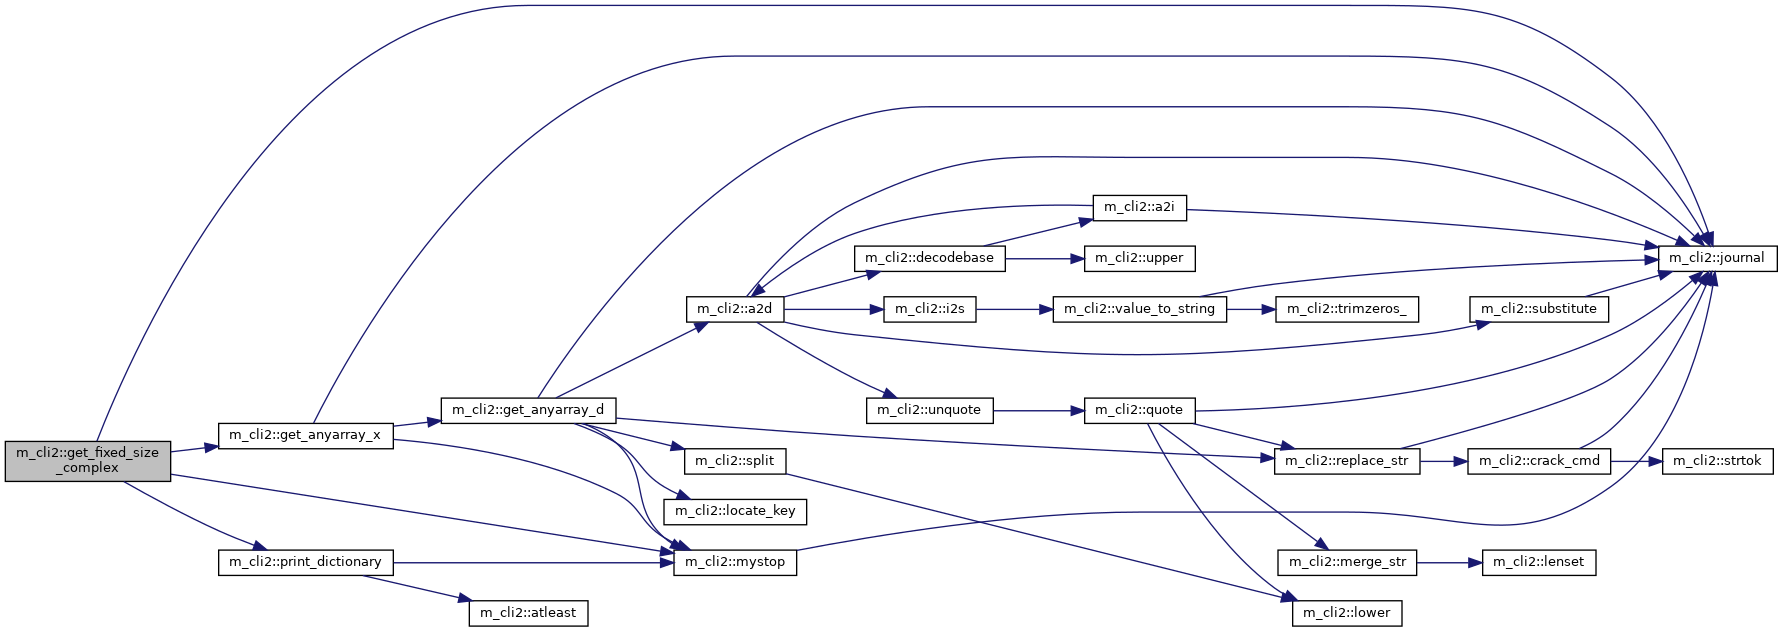 m_cli2::get_fixed_size
_complex
m_cli2::journal
m_cli2::get_anyarray_x
m_cli2::get_anyarray_d
m_cli2::a2d
m_cli2::decodebase
m_cli2::a2i
m_cli2::upper
m_cli2::i2s
m_cli2::value_to_string
m_cli2::trimzeros_
m_cli2::substitute
m_cli2::unquote
m_cli2::quote
m_cli2::replace_str
m_cli2::crack_cmd
m_cli2::strtok
m_cli2::split
m_cli2::locate_key
m_cli2::mystop
m_cli2::merge_str
m_cli2::lenset
m_cli2::lower
m_cli2::print_dictionary
m_cli2::atleast